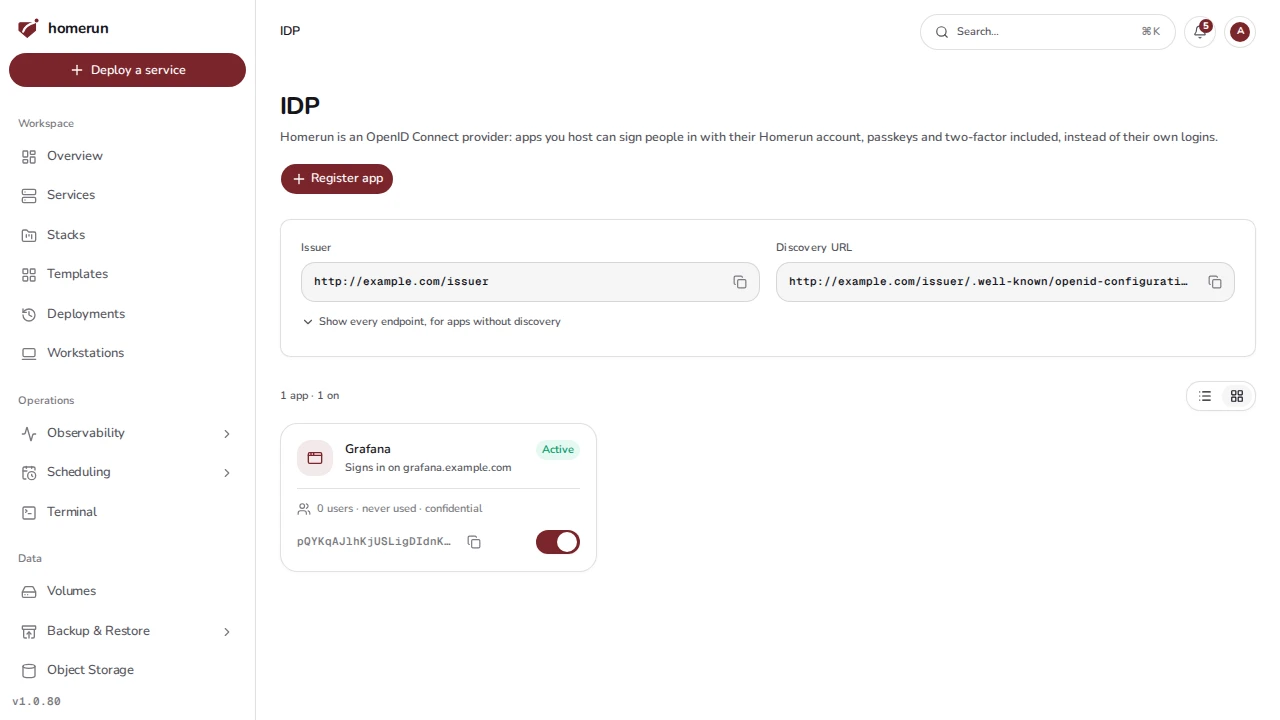 homerun
Deploy a service
Workspace
Overview
Services
Stacks
Templates
Deployments
Workstations
Operations
Observability
Scheduling
Terminal
Data
Volumes
Backup & Restore
Object Storage
v1.0.80
IDP
Search...
⌘K
5
A
IDP
Homerun is an OpenID Connect provider: apps you host can sign people in with their Homerun account, passkeys and two-factor included, instead of their own logins.
Register app
Issuer
http://example.com/issuer
Discovery URL
http://example.com/issuer/.well-known/openid-configurati…
Show every endpoint, for apps without discovery
1 app · 1 on
Grafana
Active
Signs in on grafana.example.com
0 users · never used · confidential
pQYKqAJlhKjUSLigDIdnK…